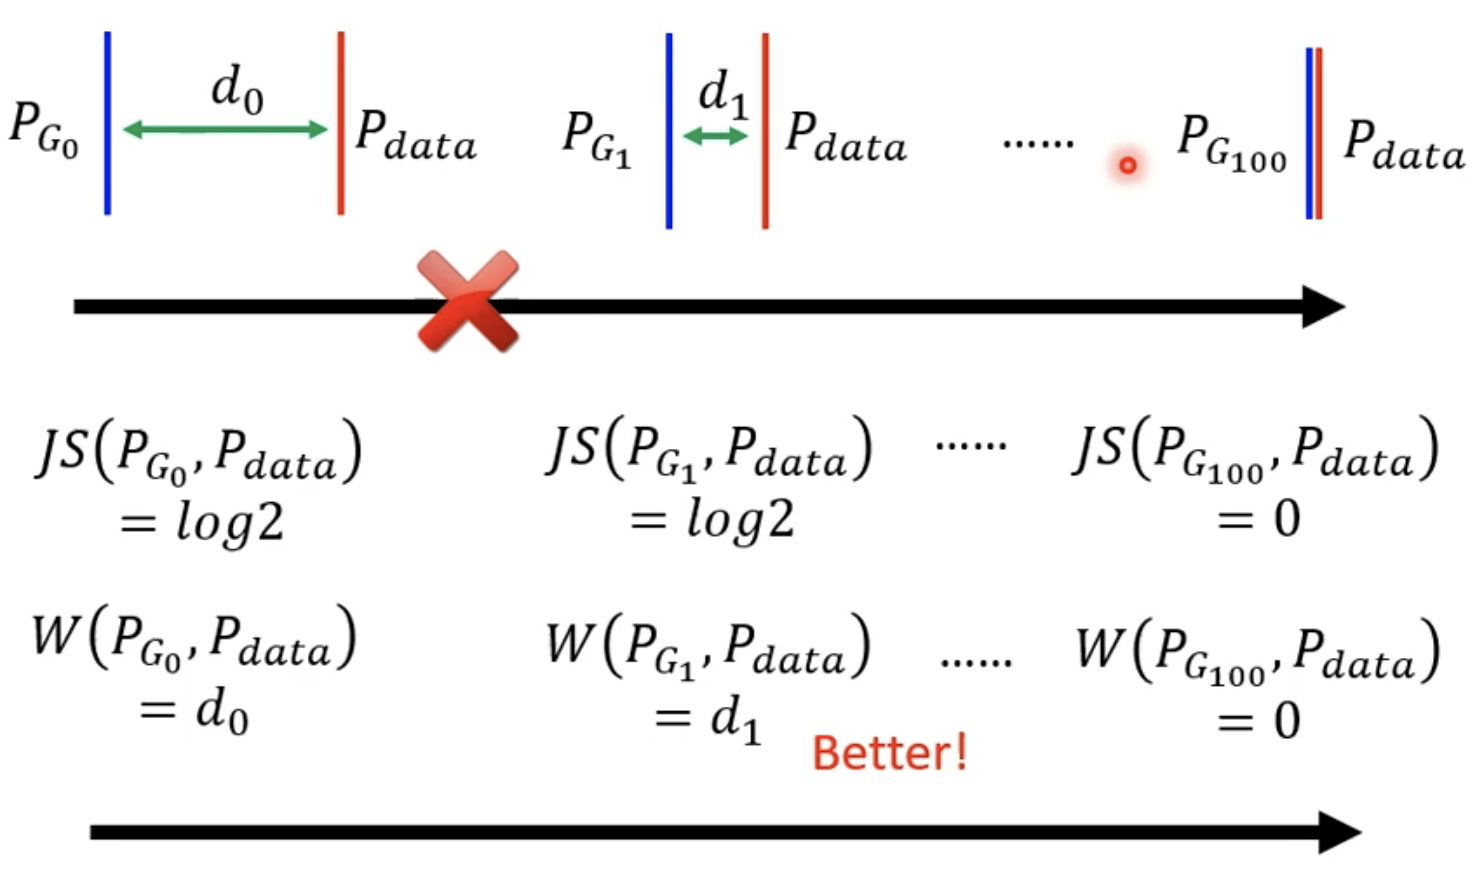 P_{G_0} d_0 P_{data} P_{G_1} d_1 P_{data} ...... P_{G_{100}} P_{data}
JS(P_{G_0}, P_{data}) JS(P_{G_1}, P_{data}) ...... JS(P_{G_{100}}, P_{data})
= log2 = log2 = 0
W(P_{G_0}, P_{data}) W(P_{G_1}, P_{data}) ...... W(P_{G_{100}}, P_{data})
= d_0 = d_1 = 0
Better!